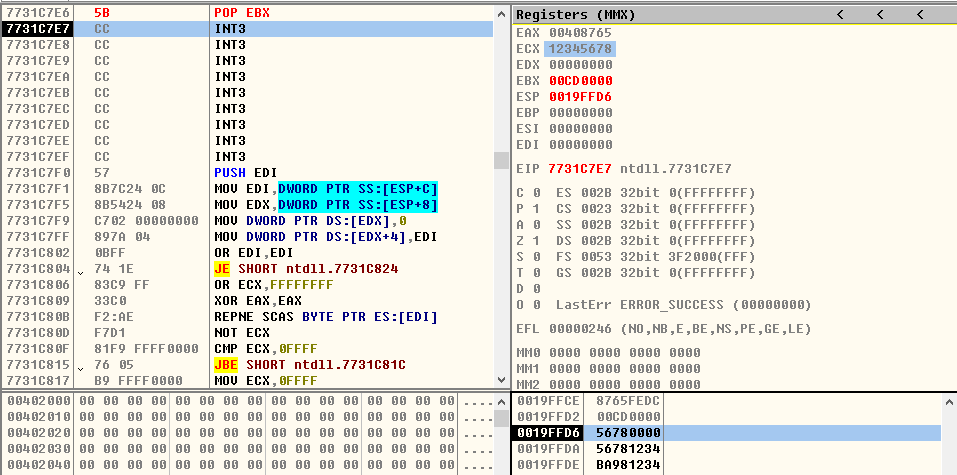 7731C7E6 5B POP EBX
7731C7E7 CC INT3
7731C7E8 CC INT3
7731C7E9 CC INT3
7731C7EA CC INT3
7731C7EB CC INT3
7731C7EC CC INT3
7731C7ED CC INT3
7731C7EE CC INT3
7731C7EF CC INT3
7731C7F0 57 PUSH EDI
7731C7F1 8B7C24 0C MOV EDI,DWORD PTR SS:[ESP+C]
7731C7F5 8B5424 08 MOV EDX,DWORD PTR SS:[ESP+8]
7731C7F9 C702 00000000 MOV DWORD PTR DS:[EDX],0
7731C7FF 897A 04 MOV DWORD PTR DS:[EDX+4],EDI
7731C802 0BFF OR EDI,EDI
7731C804 74 1E JE SHORT ntdll.7731C824
7731C806 83C9 FF OR ECX,FFFFFFFF
7731C809 33C0 XOR EAX,EAX
7731C80B F2:AE REPNE SCAS BYTE PTR ES:[EDI]
7731C80D F7D1 NOT ECX
7731C80F 81F9 FFFF0000 CMP ECX,0FFFF
7731C815 76 05 JBE SHORT ntdll.7731C81C
7731C817 B9 FFFF0000 MOV ECX,0FFFF
Registers (MMX) < < <
EAX 00408765
ECX 12345678
EDX 00000000
EBX 00CD0000
ESP 0019FFD6
EBP 00000000
ESI 00000000
EDI 00000000
EIP 7731C7E7 ntdll.7731C7E7
C 0 ES 002B 32bit 0(FFFFFFFF)
P 1 CS 0023 32bit 0(FFFFFFFF)
A 0 SS 002B 32bit 0(FFFFFFFF)
Z 1 DS 002B 32bit 0(FFFFFFFF)
S 0 FS 0053 32bit 3F2000(FFF)
T 0 GS 002B 32bit 0(FFFFFFFF)
D 0
O 0 LastErr ERROR_SUCCESS (00000000)
EFL 00000246 (NO,NB,E,BE,NS,PE,GE,LE)
MM0 0000 0000 0000 0000
MM1 0000 0000 0000 0000
MM2 0000 0000 0000 0000
00402000 00 00 00 00 00 00 00 00 00 00 00 00 00 00 00 00 ....
00402010 00 00 00 00 00 00 00 00 00 00 00 00 00 00 00 00 ....
00402020 00 00 00 00 00 00 00 00 00 00 00 00 00 00 00 00 ....
00402030 00 00 00 00 00 00 00 00 00 00 00 00 00 00 00 00 ....
00402040 00 00 00 00 00 00 00 00 00 00 00 00 00 00 00 00 ....
0019FFCE 8765FEDC
0019FFD2 00CD0000
0019FFD6 56780000
0019FFDA 56781234
0019FFDE BA981234